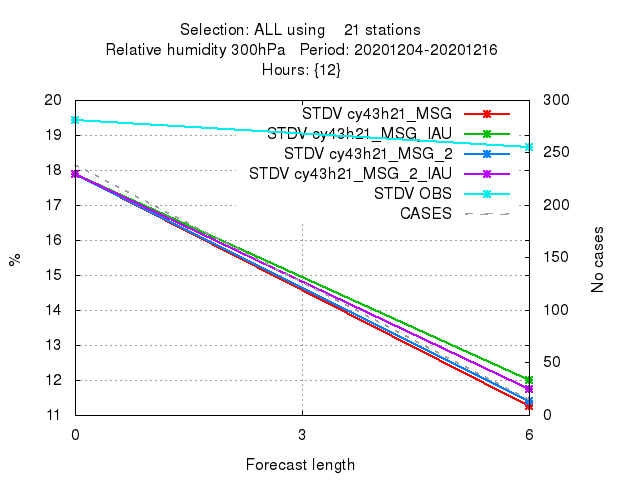 Selection: ALL using 21 stations
Relative humidity 300hPa Period: 20201204-20201216
Hours: {12}
20
19
18
17
16
15
14
13
12
11
%
STDV cy43h21_MSG
STDV cy43h21_MSG_IAU
STDV cy43h21_MSG_2
STDV cy43h21_MSG_2_IAU
STDV OBS
CASES
300
250
200
150
100
50
0
No cases
0 3 6
Forecast length